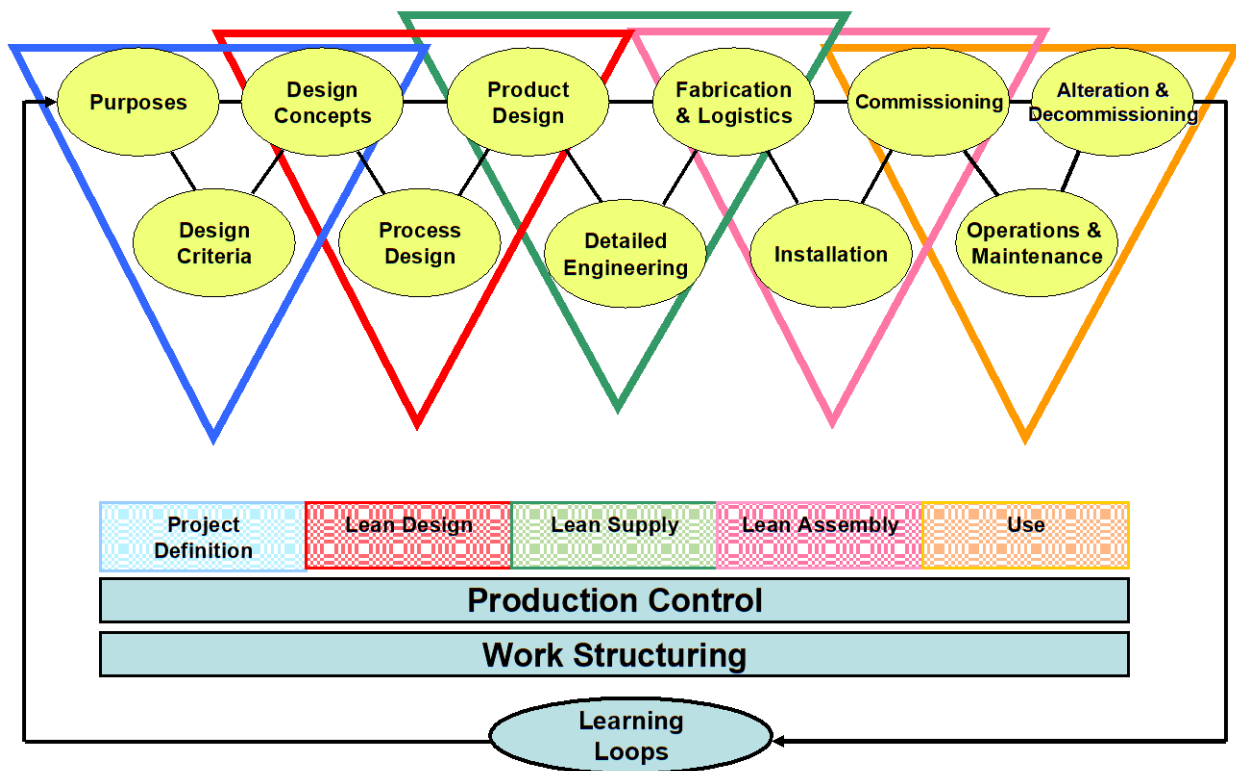 Purposes
Design
Concepts
Product
Design
Fabrication
& Logistics
Commissioning
Alteration &
Decommissioning
Design
Criteria
Process
Design
Detailed
Engineering
Installation
Operations &
Maintenance
Project
Definition
Lean Design
Lean Supply
Lean Assembly
Use
Production Control
Work Structuring
Learning
Loops